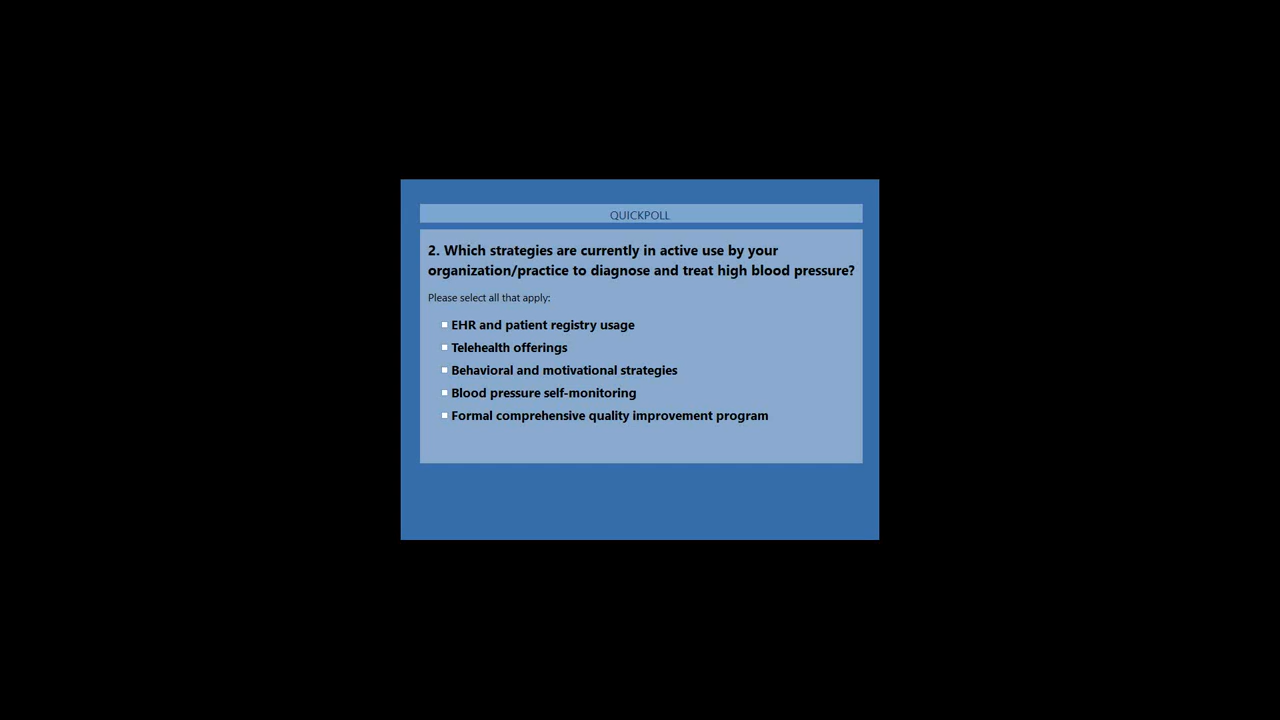 QUICKPOLL
2. Which strategies are currently in active use by your
organization/practice to diagnose and treat high blood pressure?
Please select all that apply:
EHR and patient registry usage
Telehealth offerings
Behavioral and motivational strategies
Blood pressure self-monitoring
Formal comprehensive quality improvement program